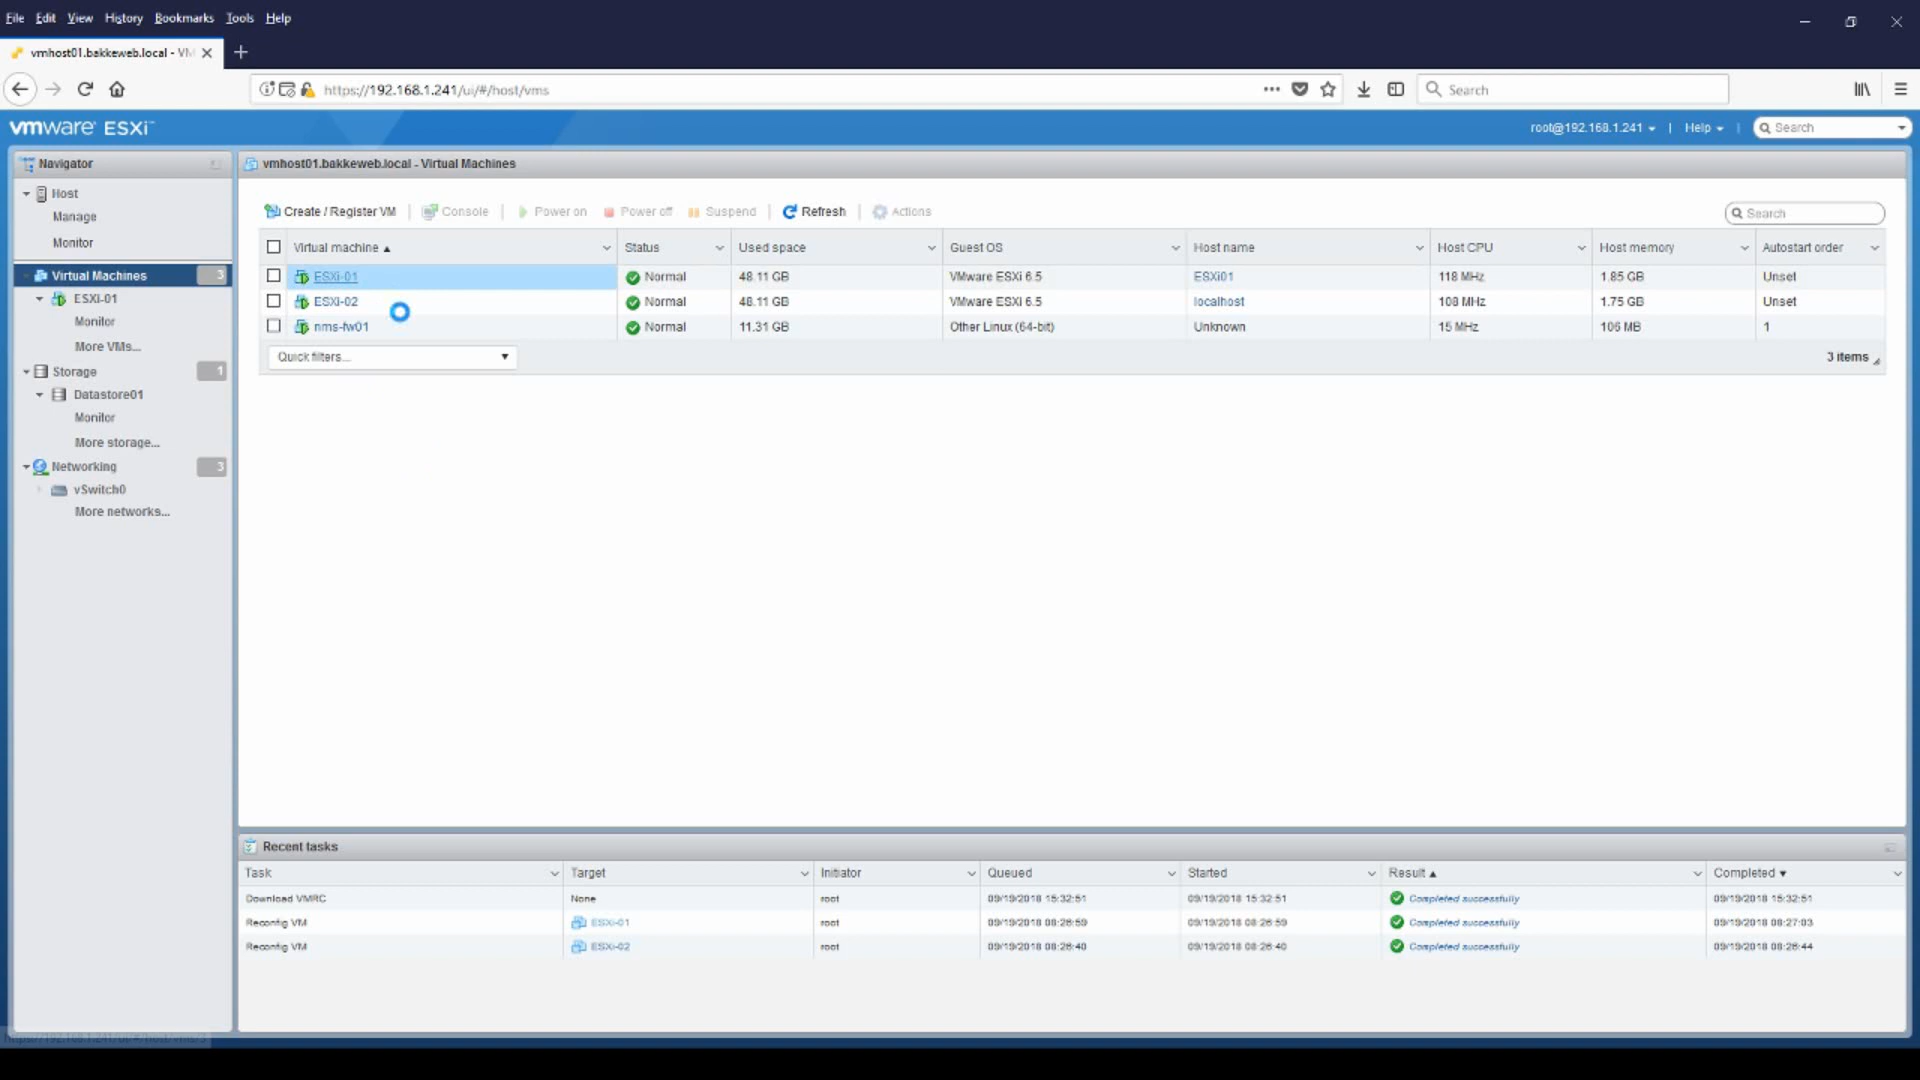 File Edit View History Bookmarks Tools Help
vmhost01.bakkeweb.local - VM
https://192.168.1.241/ui/#/host/vms
Search
vmware ESXi
root@192.168.1.241 | Help | Search
Navigator
Host
Manage
Monitor
Virtual Machines 3
ESXi-01
Monitor
More VMs...
Storage 1
Datastore01
Monitor
More storage...
Networking 3
vSwitch0
More networks...
vmhost01.bakkeweb.local - Virtual Machines
Create / Register VM | Console | Power on Power off Suspend | Refresh | Actions
Search
Virtual machine Status Used space Guest OS Host name Host CPU Host memory Autostart order
ESXi-01 Normal 48.11 GB VMware ESXi 6.5 ESXi01 118 MHz 1.85 GB Unset
ESXi-02 Normal 48.11 GB VMware ESXi 6.5 localhost 108 MHz 1.75 GB Unset
nms-fw01 Normal 11.31 GB Other Linux (64-bit) Unknown 15 MHz 106 MB 1
Quick filters...
3 items
Recent tasks
Task Target Initiator Queued Started Result Completed
Download VMRC None root 09/19/2018 15:32:51 09/19/2018 15:32:51 Completed successfully 09/19/2018 15:32:51
Reconfig VM ESXi-01 root 09/19/2018 08:26:59 09/19/2018 08:26:59 Completed successfully 09/19/2018 08:27:03
Reconfig VM ESXi-02 root 09/19/2018 08:26:40 09/19/2018 08:26:40 Completed successfully 09/19/2018 08:26:44
https://192.168.1.241/ui/#/host/vms/3